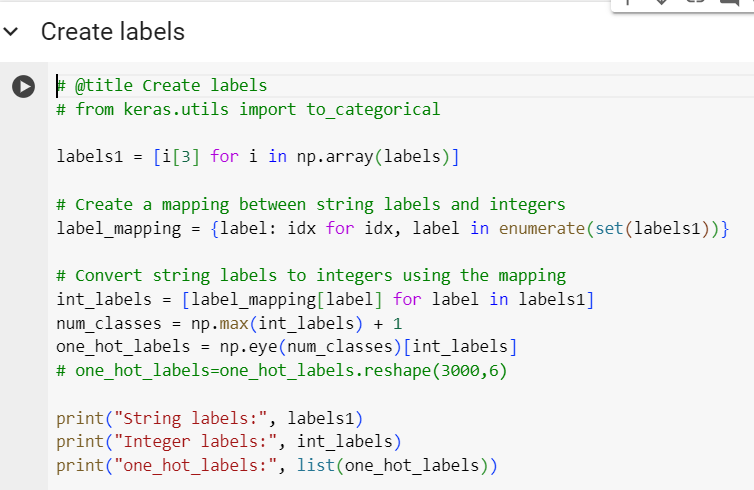 Create labels
# @title Create labels
# from keras.utils import to_categorical
labels1 = [i[3] for i in np.array(labels)]
# Create a mapping between string labels and integers
label_mapping = {label: idx for idx, label in enumerate(set(labels1))}
# Convert string labels to integers using the mapping
int_labels = [label_mapping[label] for label in labels1]
num_classes = np.max(int_labels) + 1
one_hot_labels = np.eye(num_classes)[int_labels]
# one_hot_labels=one_hot_labels.reshape(3000,6)
print("String labels:", labels1)
print("Integer labels:", int_labels)
print("one_hot_labels:", list(one_hot_labels))